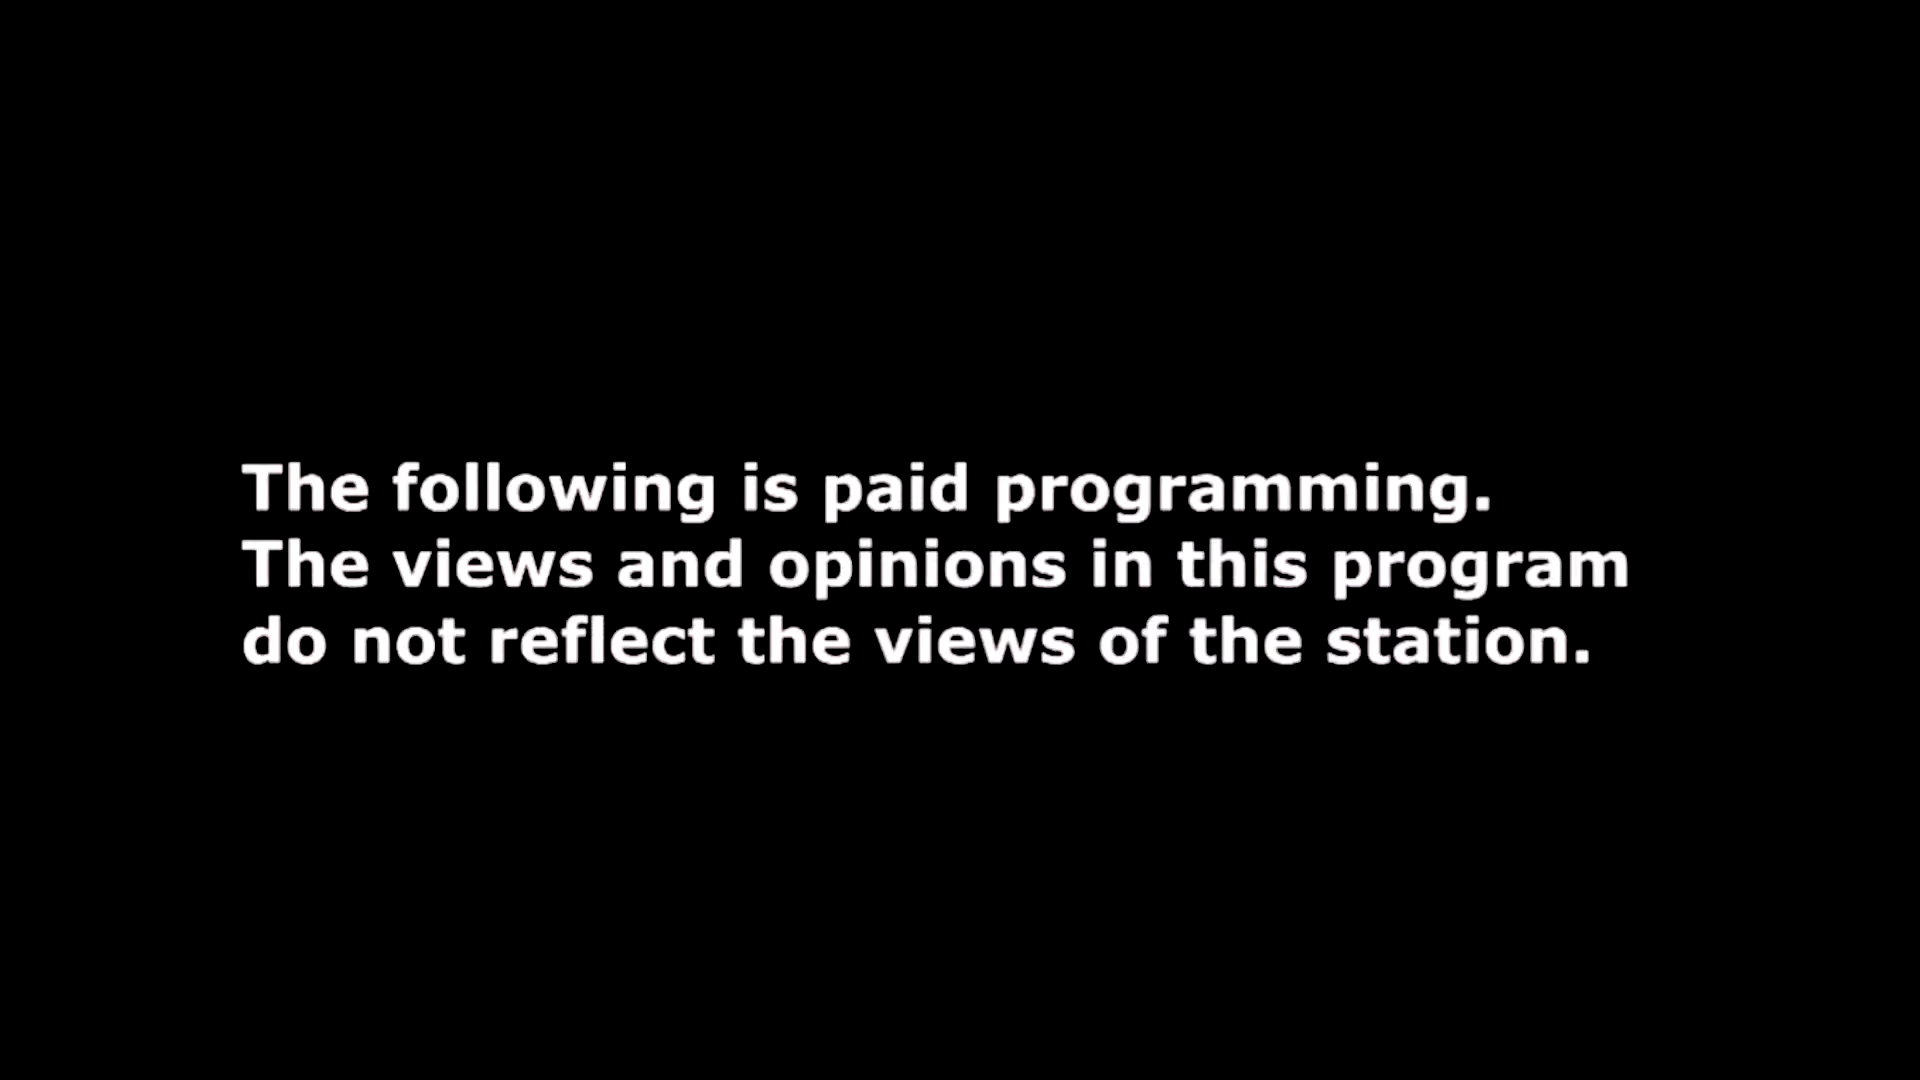 The following is paid programming.
The views and opinions in this program
do not reflect the views of the station.